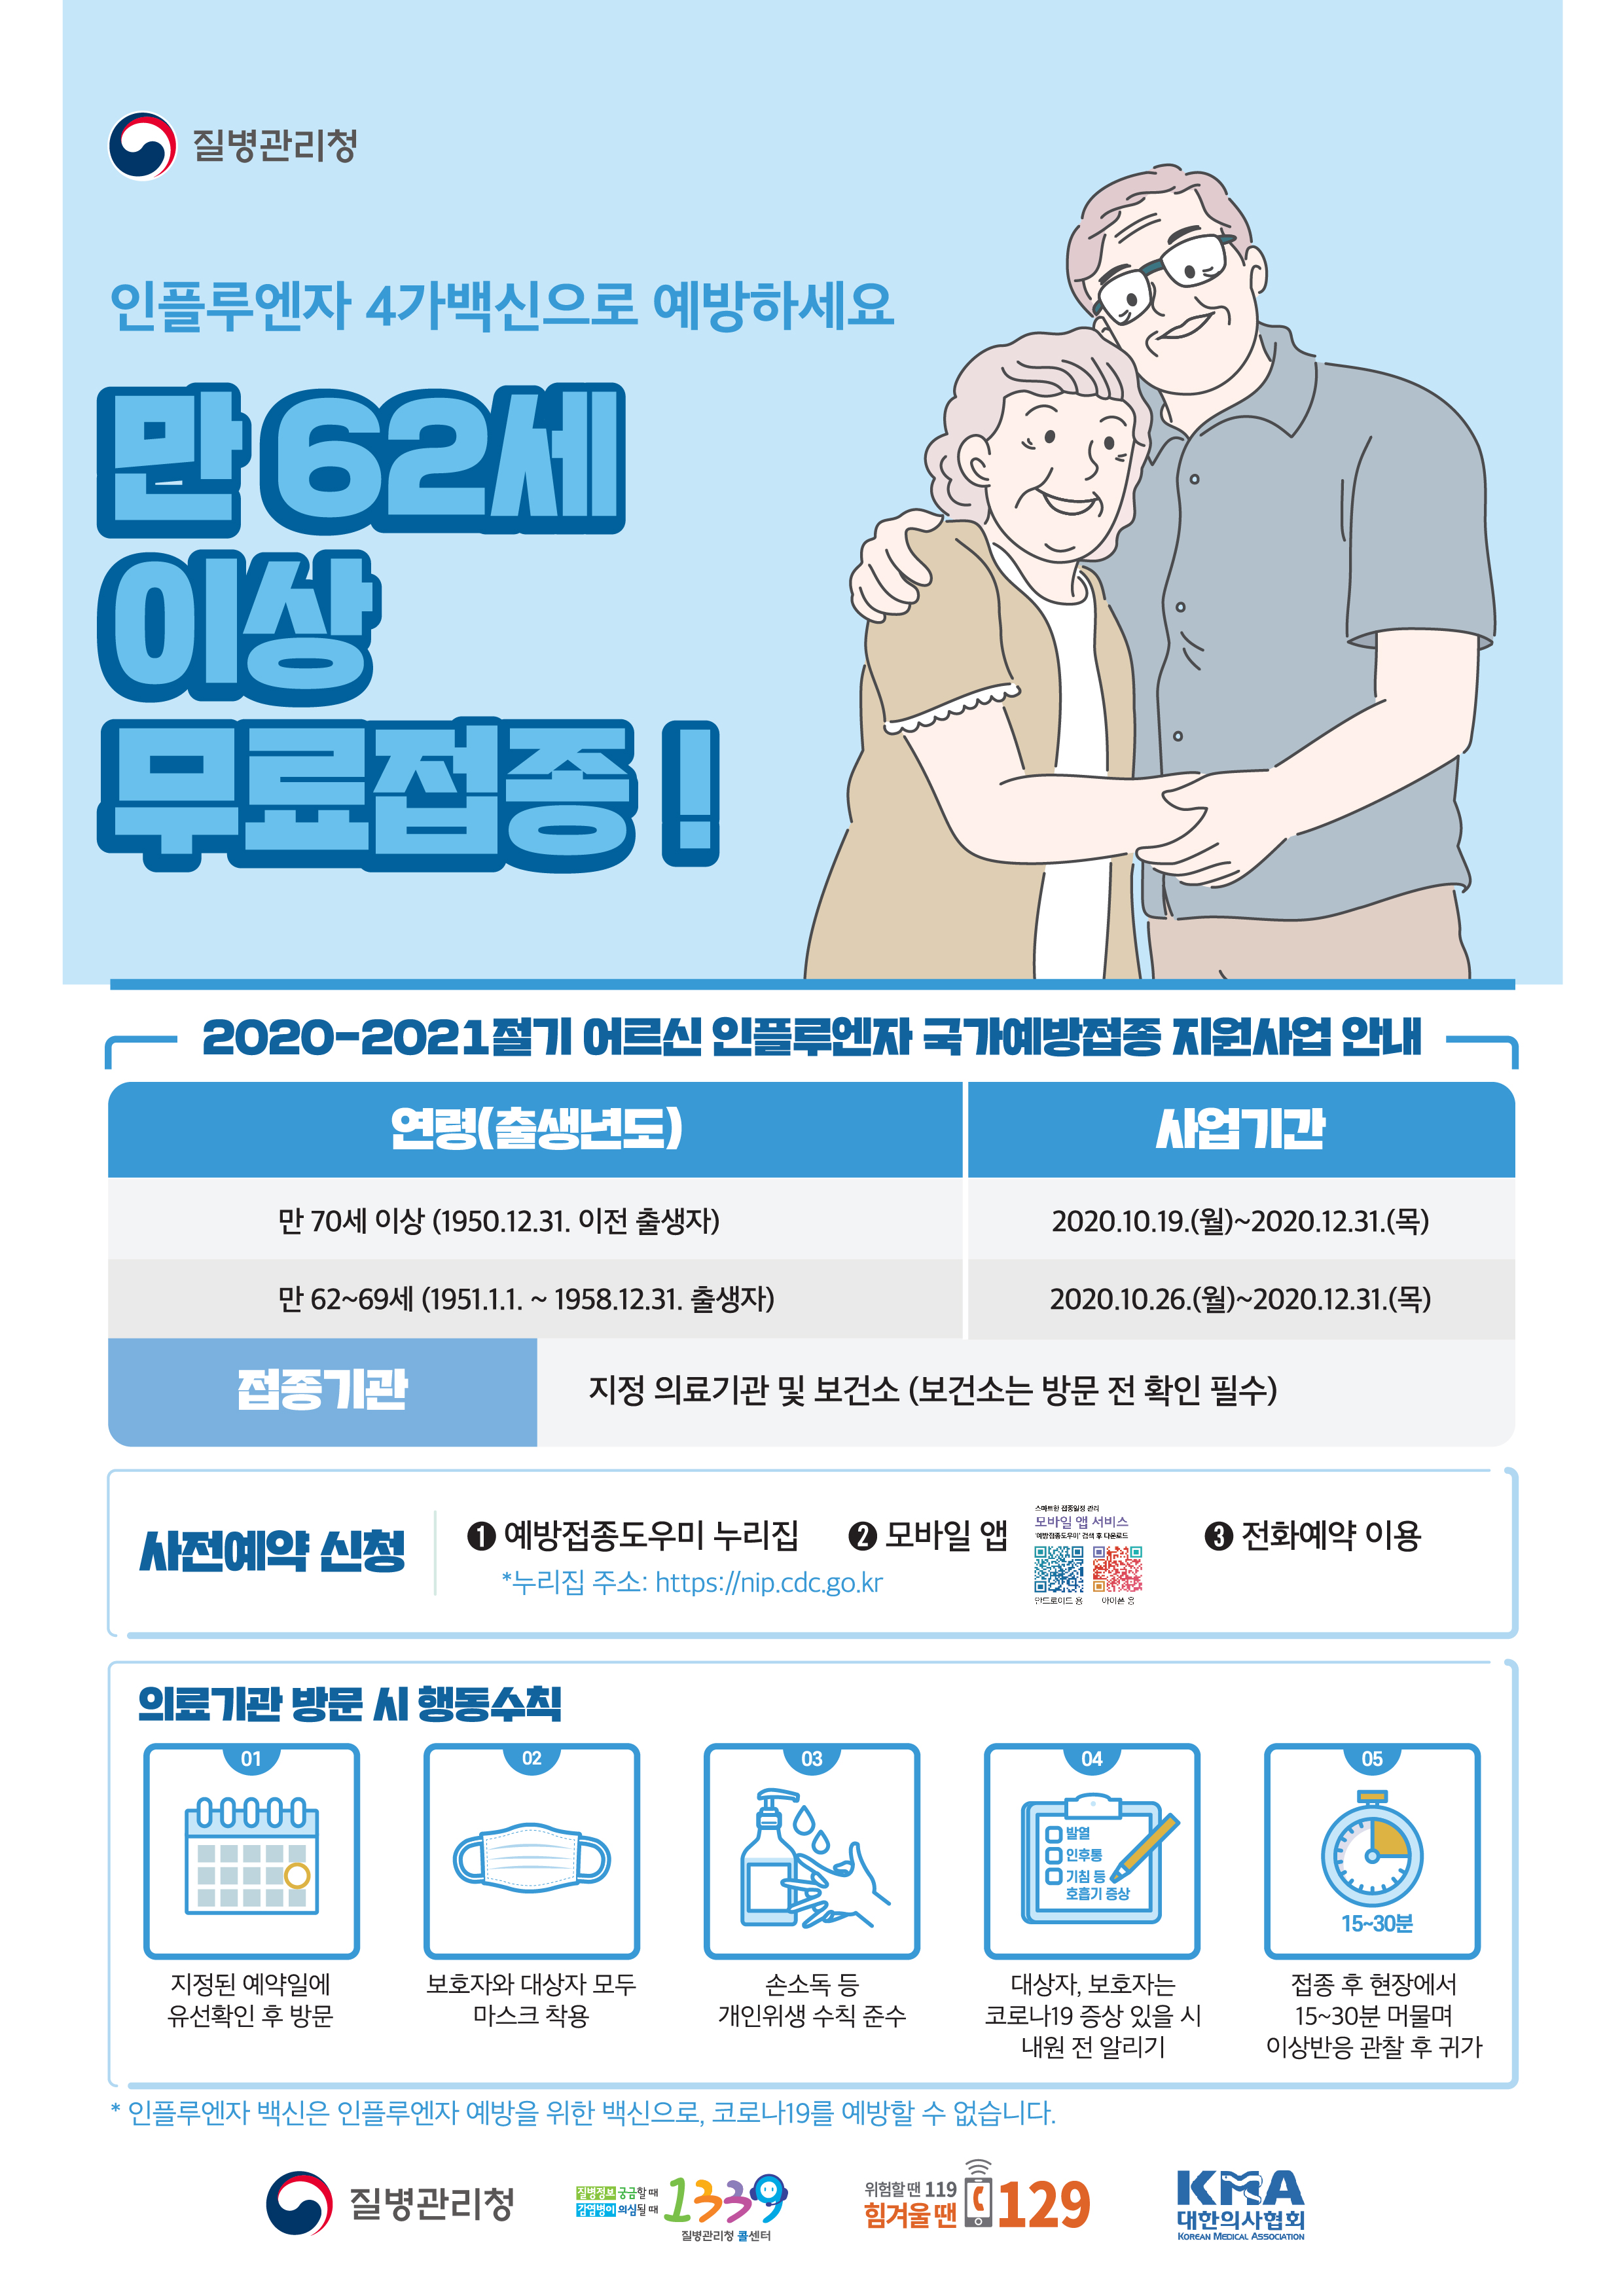 질병관리청
인플루엔자 4가백신으로 예방하세요
만 62세
이상
무료접종 !
2020-2021절기 어르신 인플루엔자 국가예방접종 지원사업 안내
연령(출생년도)
사업기간
만 70세 이상 (1950.12.31. 이전 출생자)
2020.10.19.(월)~2020.12.31.(목)
만 62~69세 (1951.1.1. ~ 1958.12.31. 출생자)
2020.10.26.(월)~2020.12.31.(목)
접종기관
지정 의료기관 및 보건소 (보건소는 방문 전 확인 필수)
사전예약 신청
❶ 예방접종도우미 누리집
*누리집 주소: https://nip.cdc.go.kr
❷ 모바일 앱
스마트한 접종일정 관리
모바일 앱 서비스
'예방접종도우미' 검색 후 다운로드
안드로이드 용
아이폰 용
❸ 전화예약 이용
의료기관 방문 시 행동수칙
01
지정된 예약일에
유선확인 후 방문
02
보호자와 대상자 모두
마스크 착용
03
손소독 등
개인위생 수칙 준수
04
발열
인후통
기침 등
호흡기 증상
대상자, 보호자는
코로나19 증상 있을 시
내원 전 알리기
05
15~30분
접종 후 현장에서
15~30분 머물며
이상반응 관찰 후 귀가
* 인플루엔자 백신은 인플루엔자 예방을 위한 백신으로, 코로나19를 예방할 수 없습니다.
질병관리청
질병정보 궁금할 때
감염병이 의심될 때
1339
질병관리청 콜센터
위험할 땐 119
힘겨울 땐
129
KMA
대한의사협회
KOREAN MEDICAL ASSOCIATION